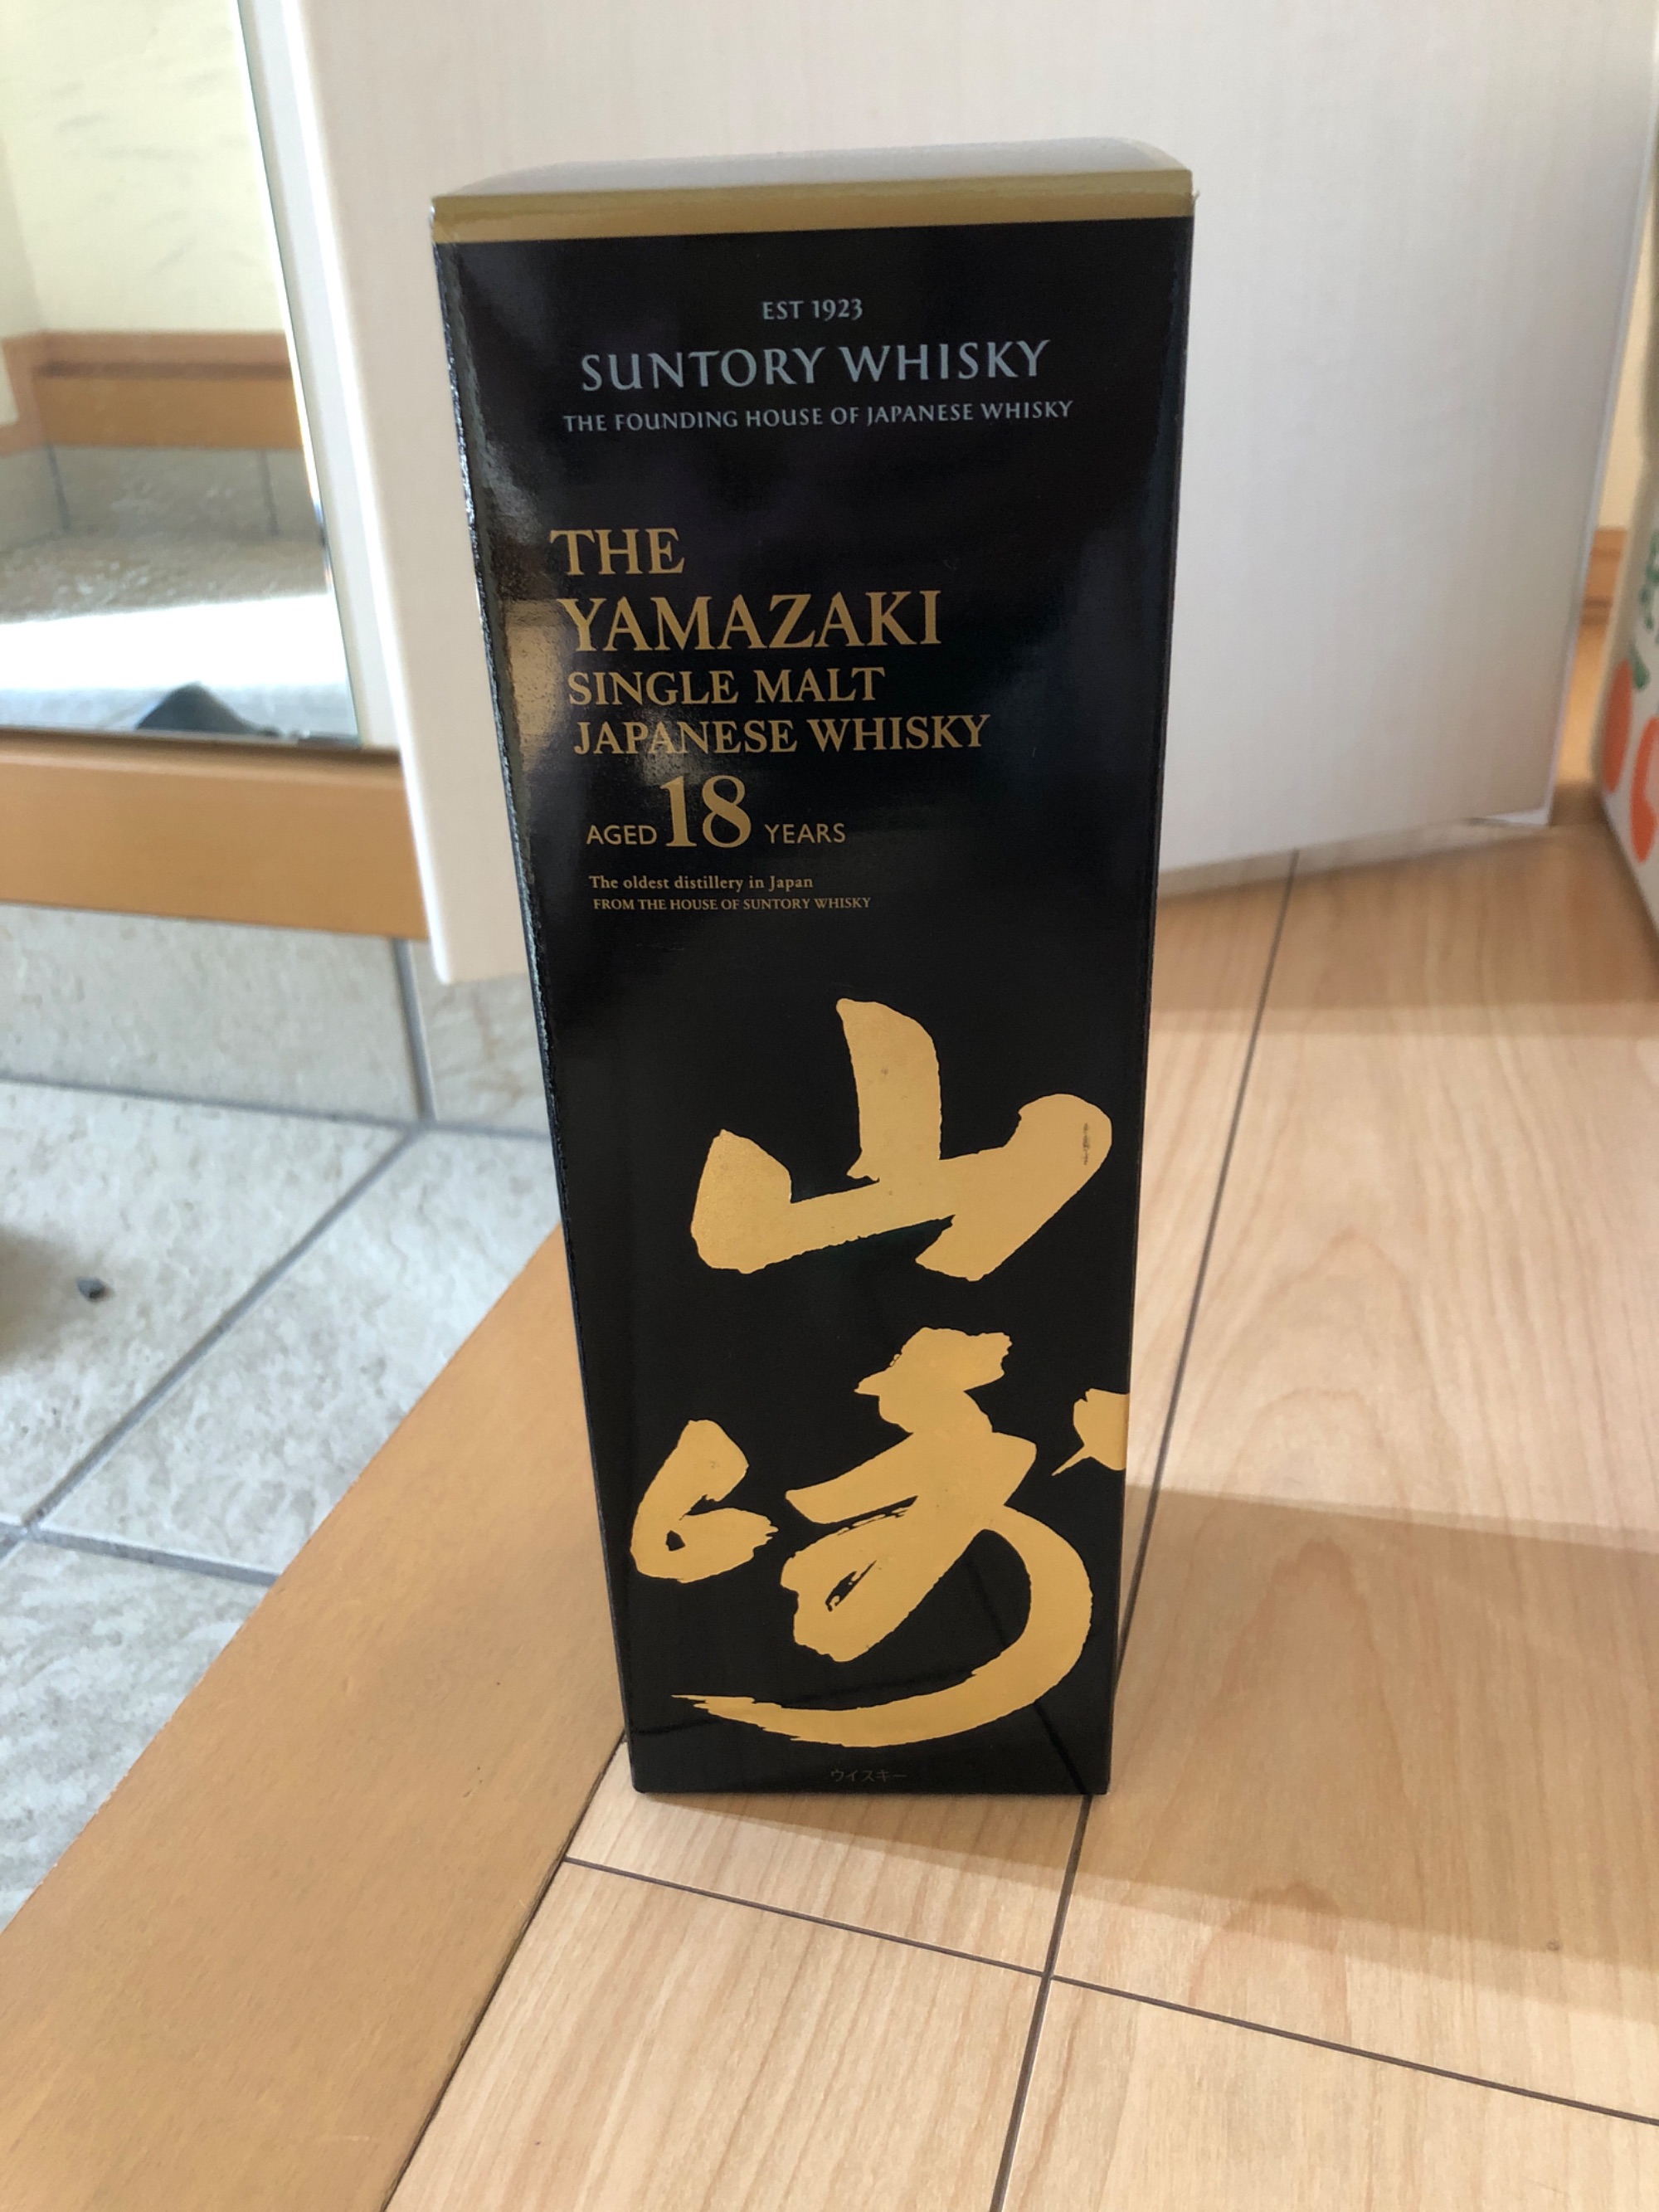 EST 1923
SUNTORY WHISKY
THE FOUNDING HOUSE OF JAPANESE WHISKY
THE
YAMAZAKI
SINGLE MALT
JAPANESE WHISKY
AGED 18 YEARS
The oldest distillery in Japan
FROM THE HOUSE OF SUNTORY WHISKY
山
崎
ウイスキー